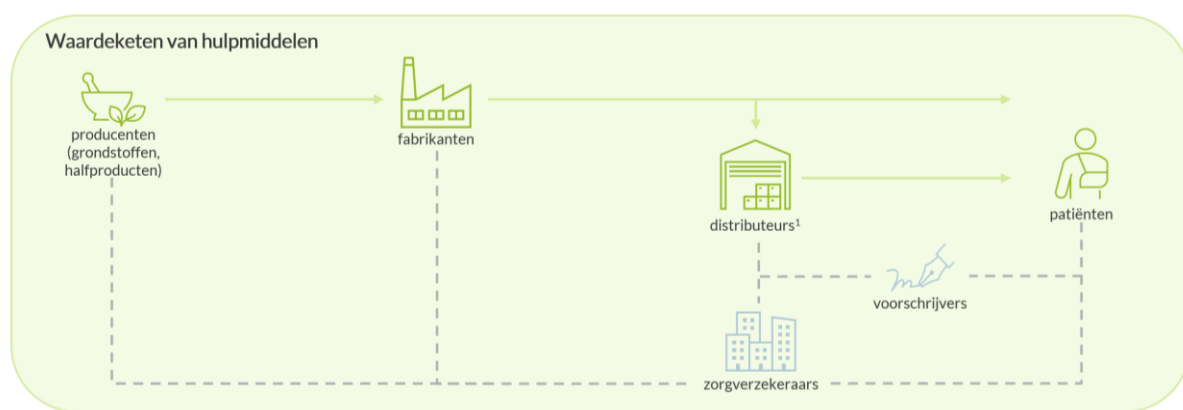 Waardeketen van hulpmiddelen
producenten
(grondstoffen,
halfproducten)
fabrikanten
distributeurs¹
patiënten
voorschrijvers
zorgverzekeraars